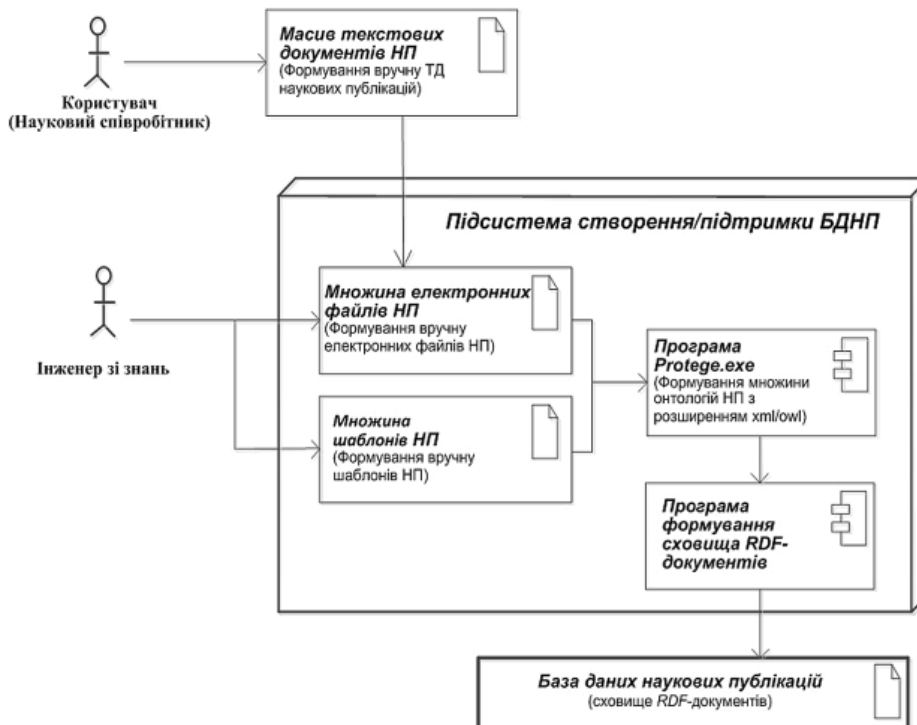 Масив текстових
документів НП
(Формування вручну ТД
наукових публікацій)
Користувач
(Науковий співробітник)
Підсистема створення/підтримки БДНП
Множина електронних
файлів НП
(Формування вручну
електронних файлів НП)
Інженер зі знань
Програма
Protege.exe
(Формування множини
онтологій НП з
розширенням xml/owl)
Множина
шаблонів НП
(Формування вручну
шаблонів НП)
Програма
формування
сховища RDF-
документів
База даних наукових публікацій
(сховище RDF-документів)